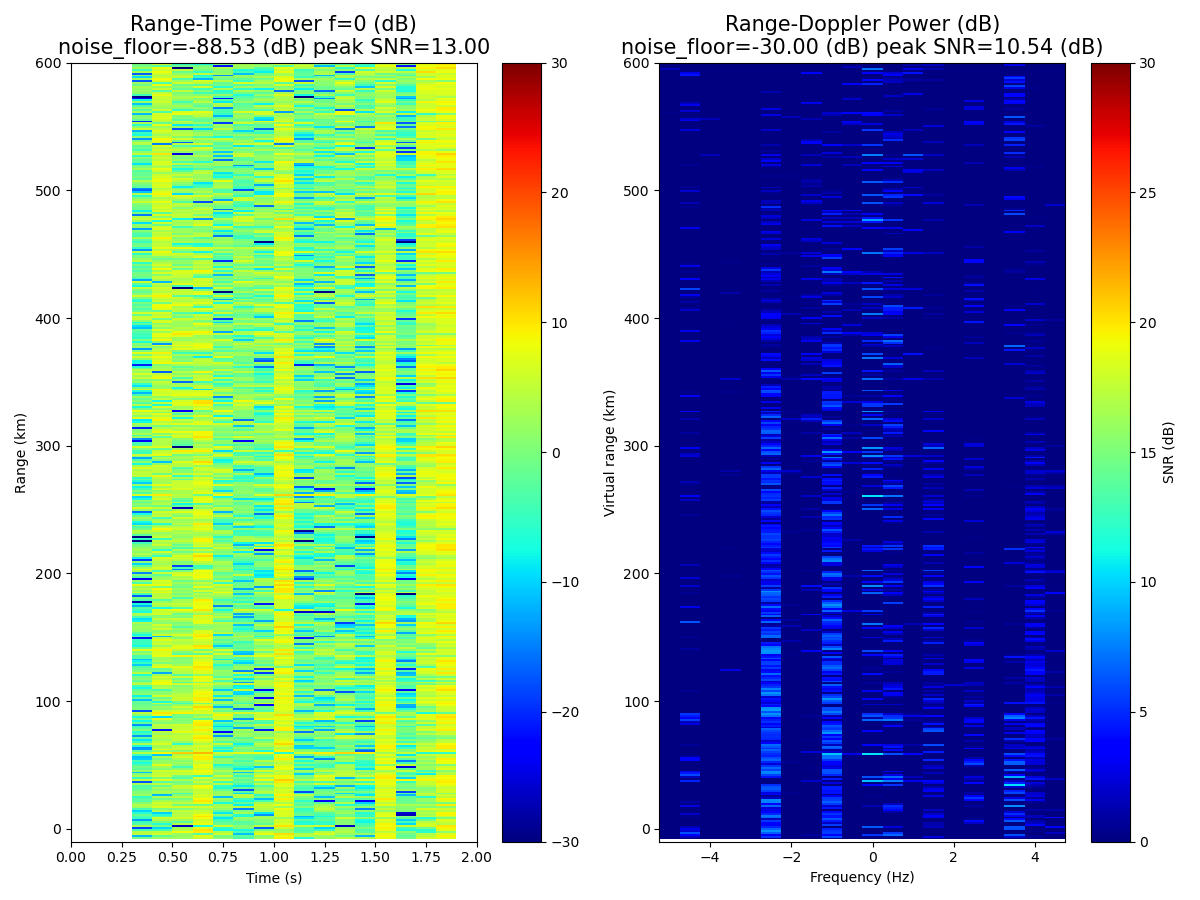 Range-Time Power f=0 (dB)
noise_floor=-88.53 (dB) peak SNR=13.00
Range (km)
600
500
400
300
200
100
0
0.00 0.25 0.50 0.75 1.00 1.25 1.50 1.75 2.00
Time (s)
30
20
10
0
−10
−20
−30
Range-Doppler Power (dB)
noise_floor=-30.00 (dB) peak SNR=10.54 (dB)
Virtual range (km)
600
500
400
300
200
100
0
−4 −2 0 2 4
Frequency (Hz)
30
25
20
15
10
5
0
SNR (dB)